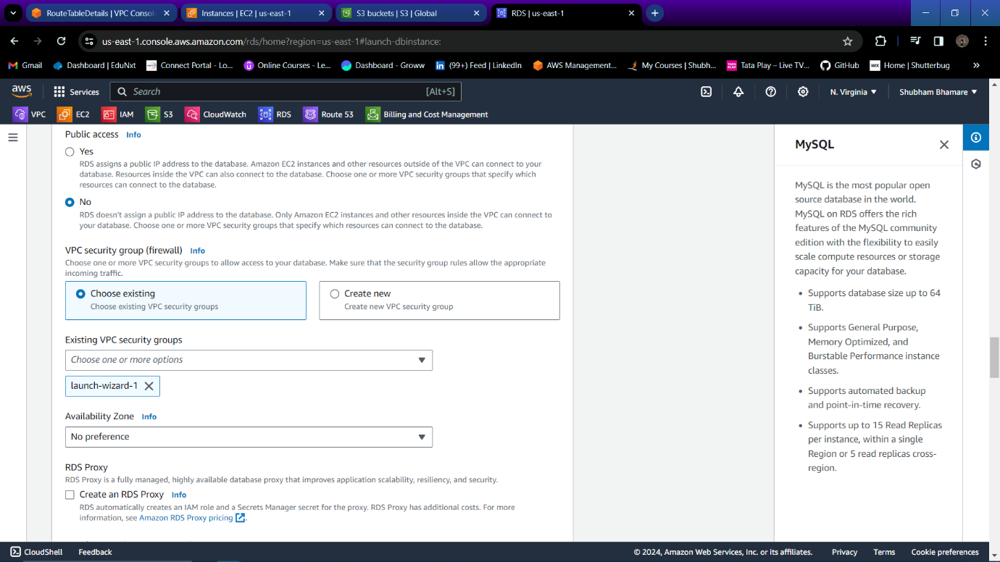 RouteTableDetails | VPC Consol
Instances | EC2 | us-east-1
S3 buckets | S3 | Global
RDS | us-east-1
us-east-1.console.aws.amazon.com/rds/home?region=us-east-1#launch-dbinstance:
Gmail
Dashboard | EduNxt
Connect Portal - Lo...
Online Courses - Le...
Dashboard - Groww
(99+) Feed | LinkedIn
AWS Management...
My Courses | Shubh...
Tata Play – Live TV...
GitHub
Home | Shutterbug
aws
Services
Search
[Alt+S]
N. Virginia
Shubham Bhamare
VPC
EC2
IAM
S3
CloudWatch
RDS
Route 53
Billing and Cost Management
Public access Info
Yes
RDS assigns a public IP address to the database. Amazon EC2 instances and other resources outside of the VPC can connect to your
database. Resources inside the VPC can also connect to the database. Choose one or more VPC security groups that specify which
resources can connect to the database.
No
RDS doesn't assign a public IP address to the database. Only Amazon EC2 instances and other resources inside the VPC can connect to
your database. Choose one or more VPC security groups that specify which resources can connect to the database.
VPC security group (firewall) Info
Choose one or more VPC security groups to allow access to your database. Make sure that the security group rules allow the appropriate
incoming traffic.
Choose existing
Choose existing VPC security groups
Create new
Create new VPC security group
Existing VPC security groups
Choose one or more options
launch-wizard-1
Availability Zone Info
No preference
RDS Proxy
RDS Proxy is a fully managed, highly available database proxy that improves application scalability, resiliency, and security.
Create an RDS Proxy Info
RDS automatically creates an IAM role and a Secrets Manager secret for the proxy. RDS Proxy has additional costs. For more
information, see Amazon RDS Proxy pricing.
MySQL
MySQL is the most popular open
source database in the world.
MySQL on RDS offers the rich
features of the MySQL community
edition with the flexibility to easily
scale compute resources or storage
capacity for your database.
• Supports database size up to 64
TiB.
• Supports General Purpose,
Memory Optimized, and
Burstable Performance instance
classes.
• Supports automated backup
and point-in-time recovery.
• Supports up to 15 Read Replicas
per instance, within a single
Region or 5 read replicas cross-
region.
CloudShell
Feedback
© 2024, Amazon Web Services, Inc. or its affiliates.
Privacy
Terms
Cookie preferences